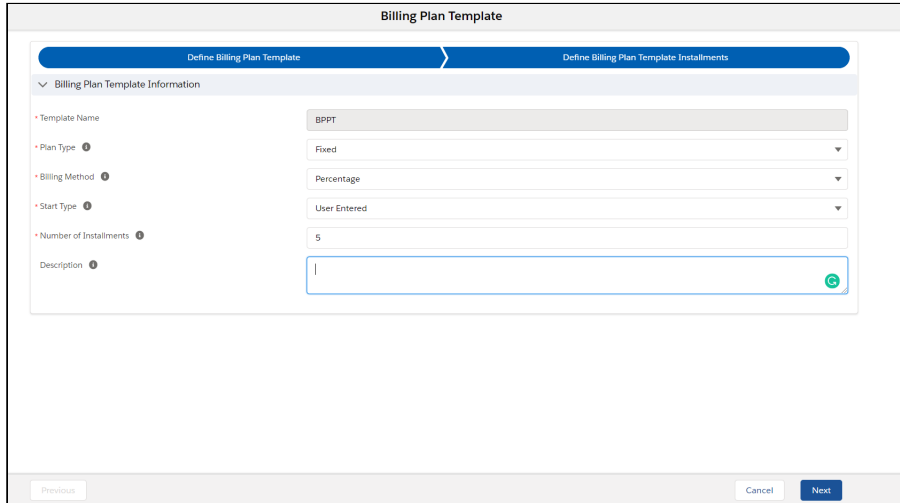 Billing Plan Template
Define Billing Plan Template
Define Billing Plan Template Installments
Billing Plan Template Information
* Template Name
BPPT
* Plan Type
Fixed
* Billing Method
Percentage
* Start Type
User Entered
* Number of Installments
5
Description
Previous
Cancel
Next